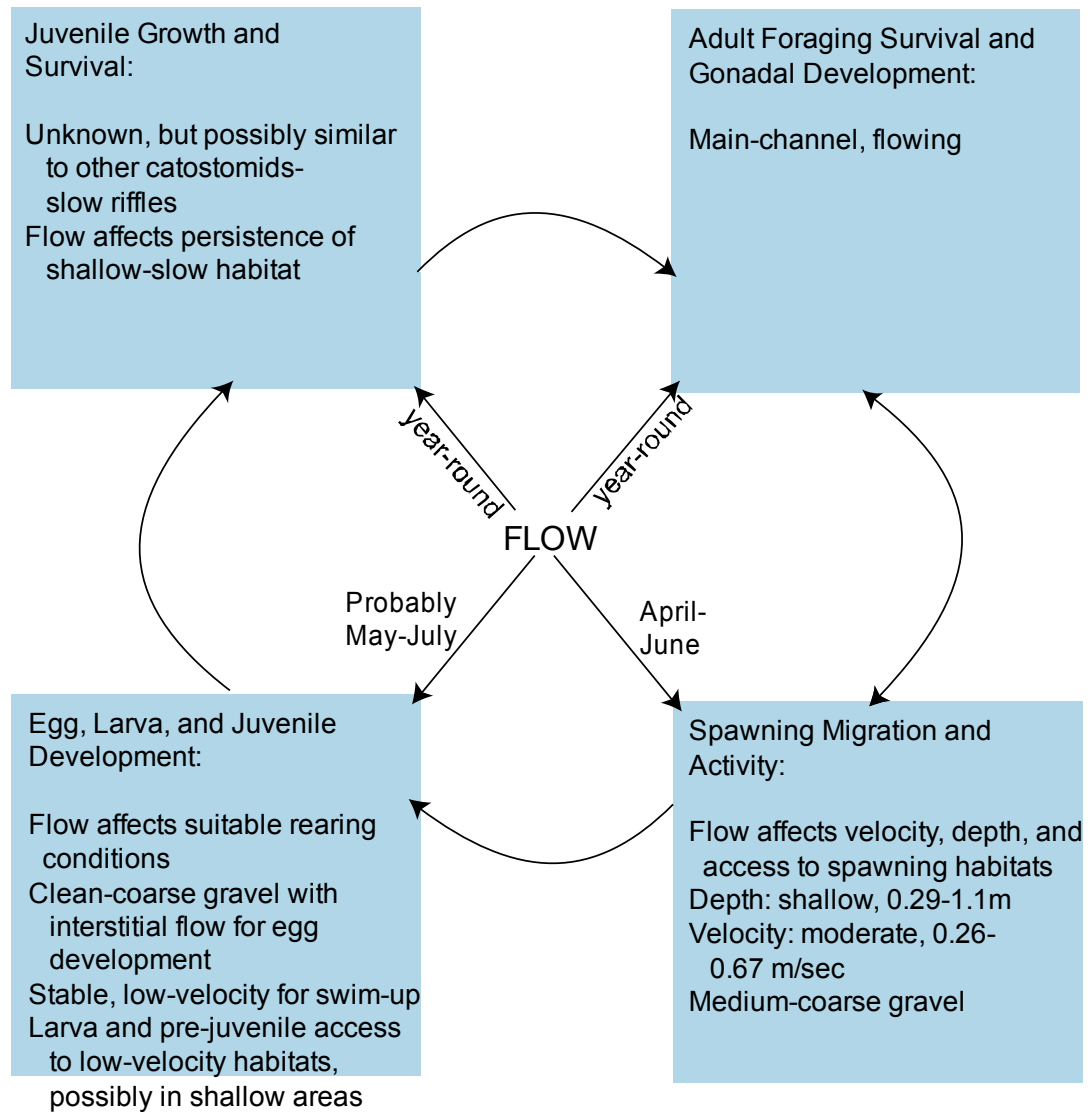 Juvenile Growth and
Survival:
Unknown, but possibly similar
to other catostomids-
slow riffles
Flow affects persistence of
shallow-slow habitat
Adult Foraging Survival and
Gonadal Development:
Main-channel, flowing
year-round
year-round
FLOW
Probably
May-July
April-
June
Egg, Larva, and Juvenile
Development:
Flow affects suitable rearing
conditions
Clean-coarse gravel with
interstitial flow for egg
development
Stable, low-velocity for swim-up
Larva and pre-juvenile access
to low-velocity habitats,
possibly in shallow areas
Spawning Migration and
Activity:
Flow affects velocity, depth, and
access to spawning habitats
Depth: shallow, 0.29-1.1m
Velocity: moderate, 0.26-
0.67 m/sec
Medium-coarse gravel